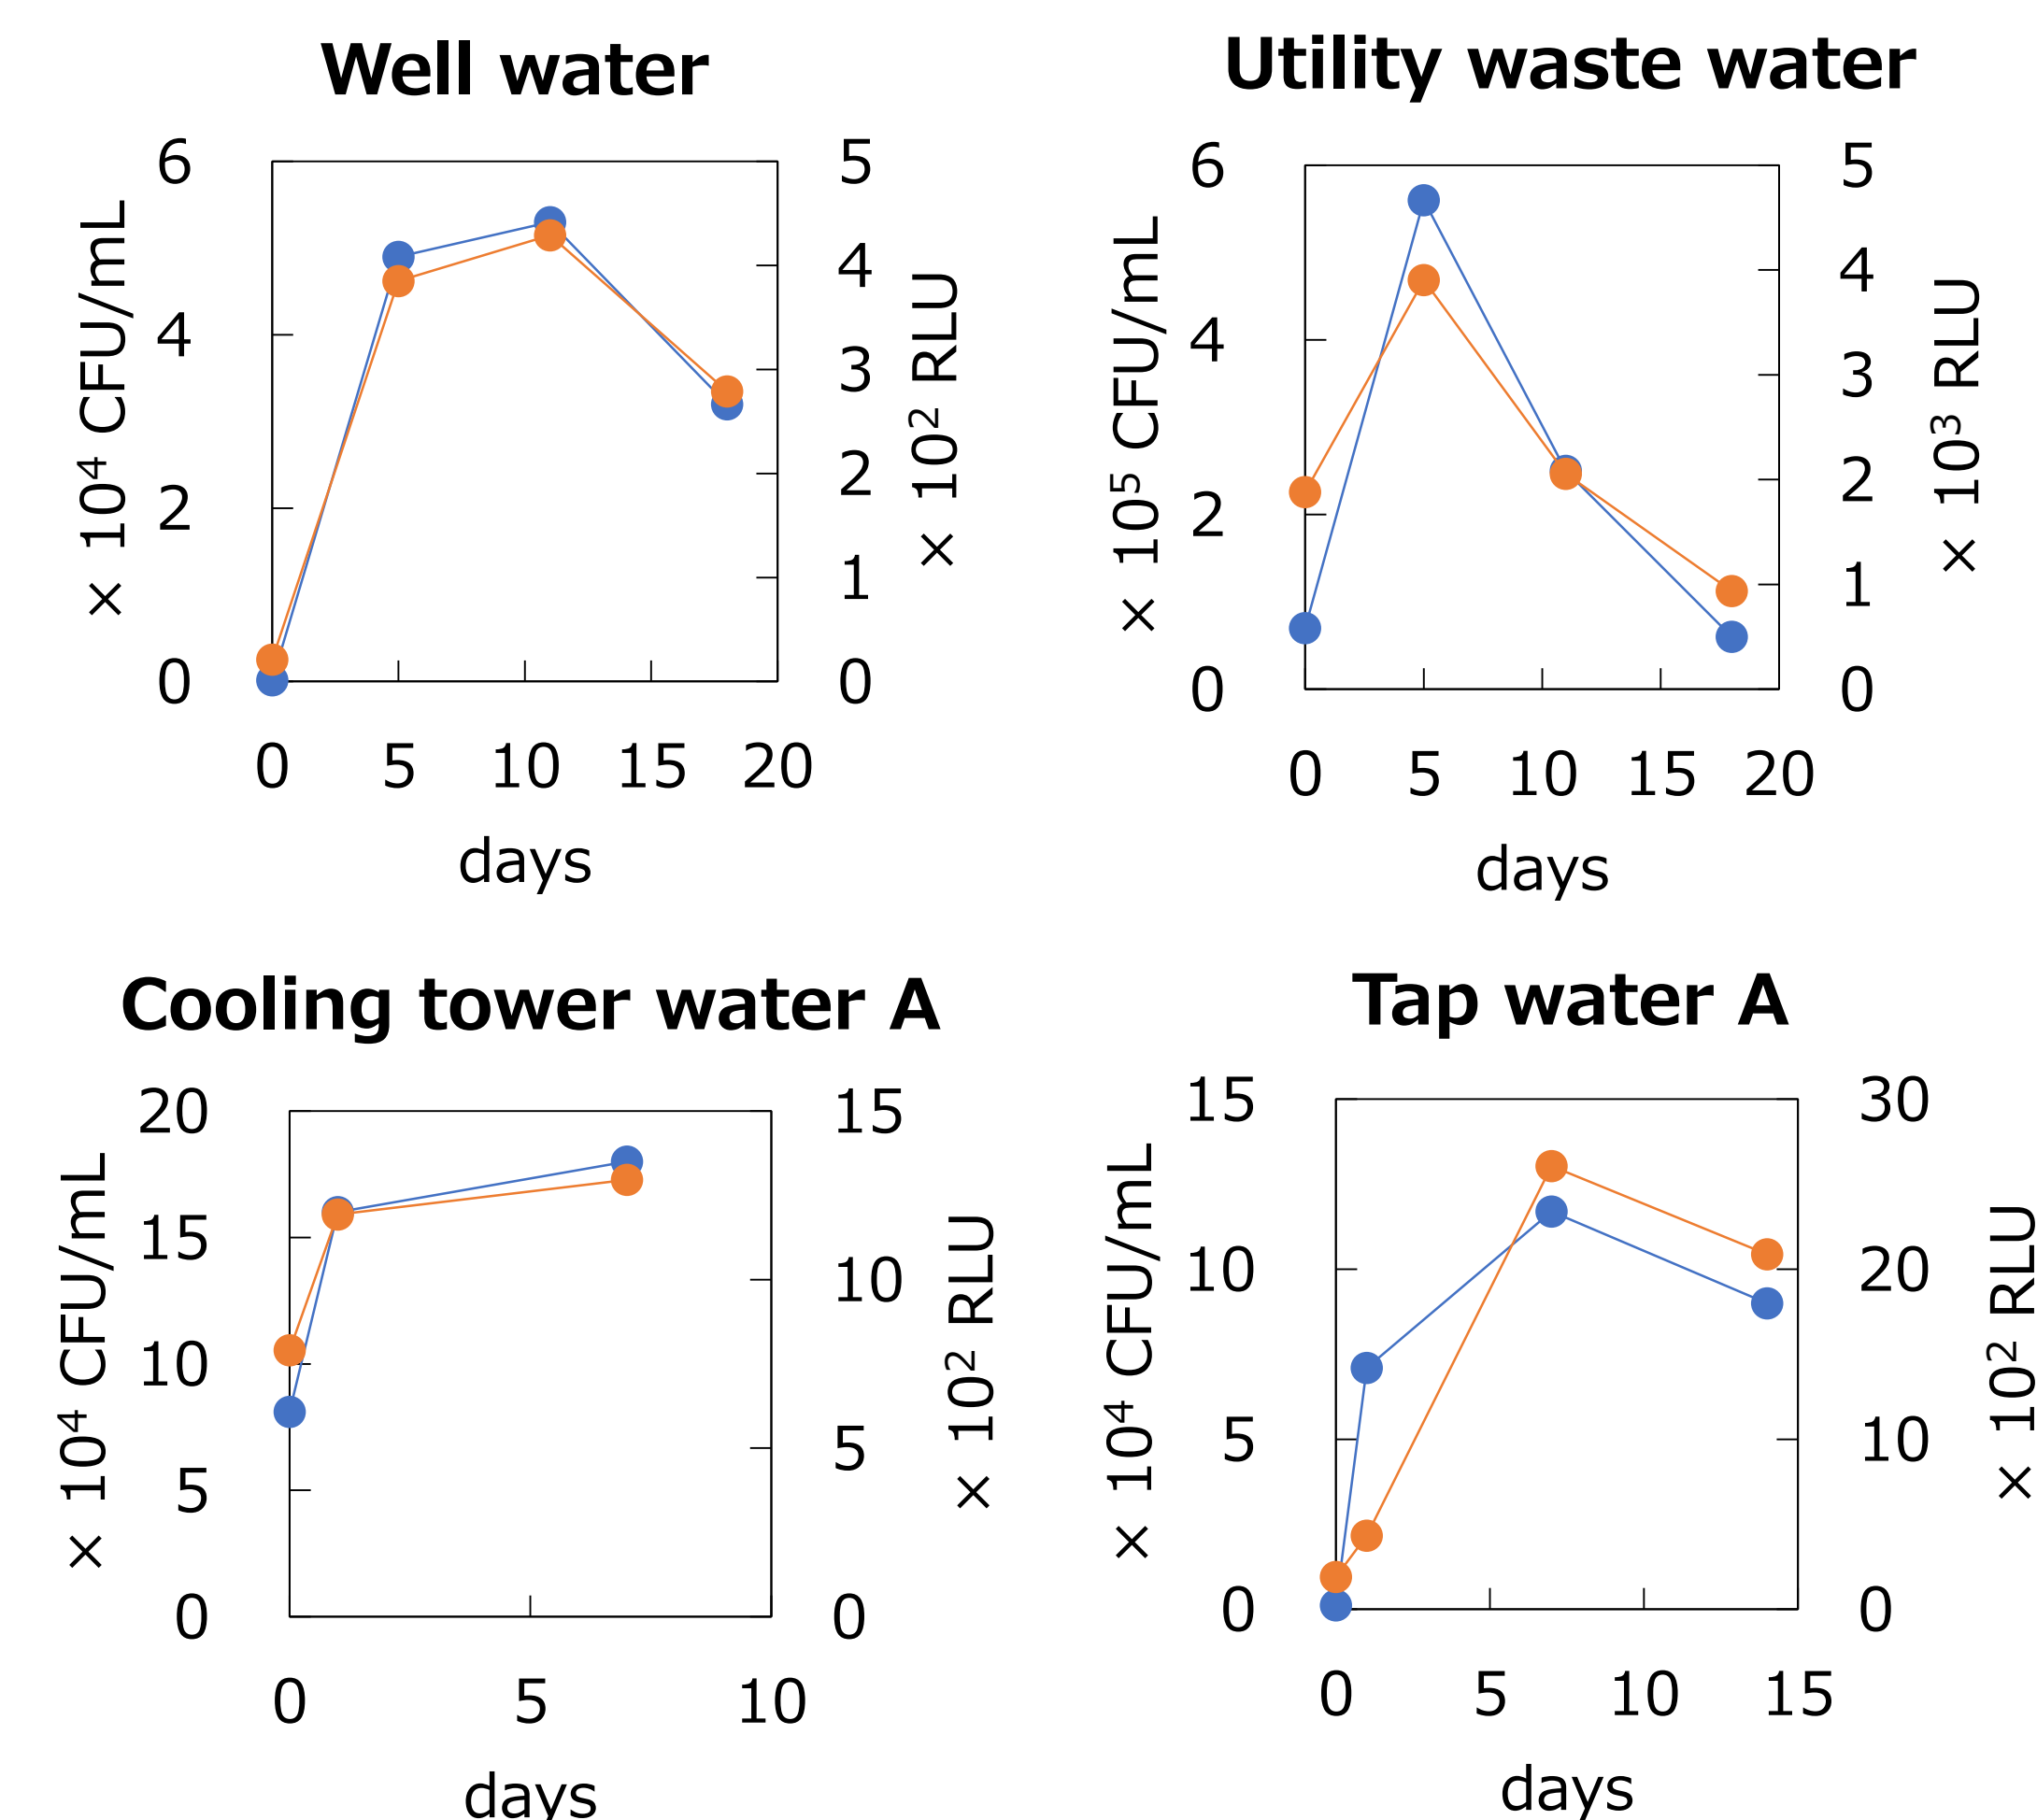 Well water
6
4
2
0
× 10⁴ CFU/mL
5
4
3
2
1
0
× 10² RLU
0 5 10 15 20
days
Utility waste water
6
4
2
0
× 10⁵ CFU/mL
5
4
3
2
1
0
× 10³ RLU
0 5 10 15 20
days
Cooling tower water A
20
15
10
5
0
× 10⁴ CFU/mL
15
10
5
0
× 10² RLU
0 5 10
days
Tap water A
15
10
5
0
× 10⁴ CFU/mL
30
20
10
0
× 10² RLU
0 5 10 15
days